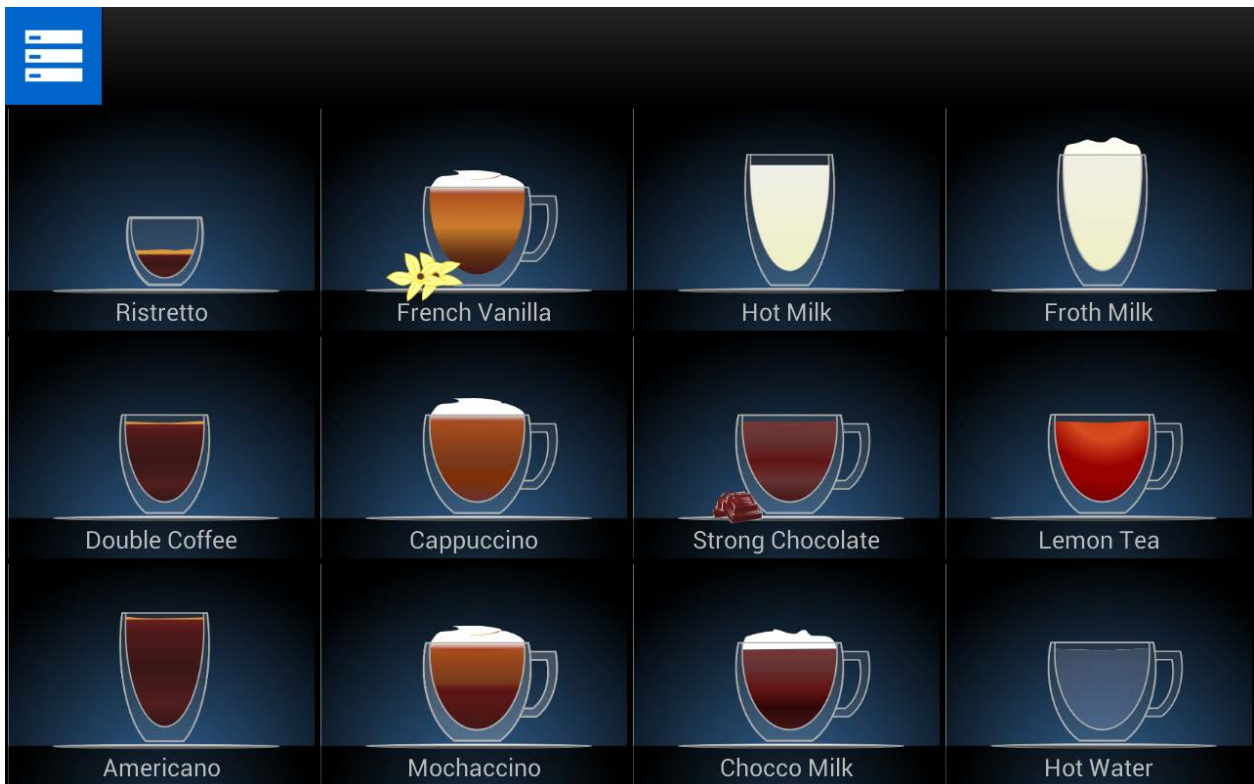 Ristretto
French Vanilla
Hot Milk
Froth Milk
Double Coffee
Cappuccino
Strong Chocolate
Lemon Tea
Americano
Mochaccino
Chocco Milk
Hot Water